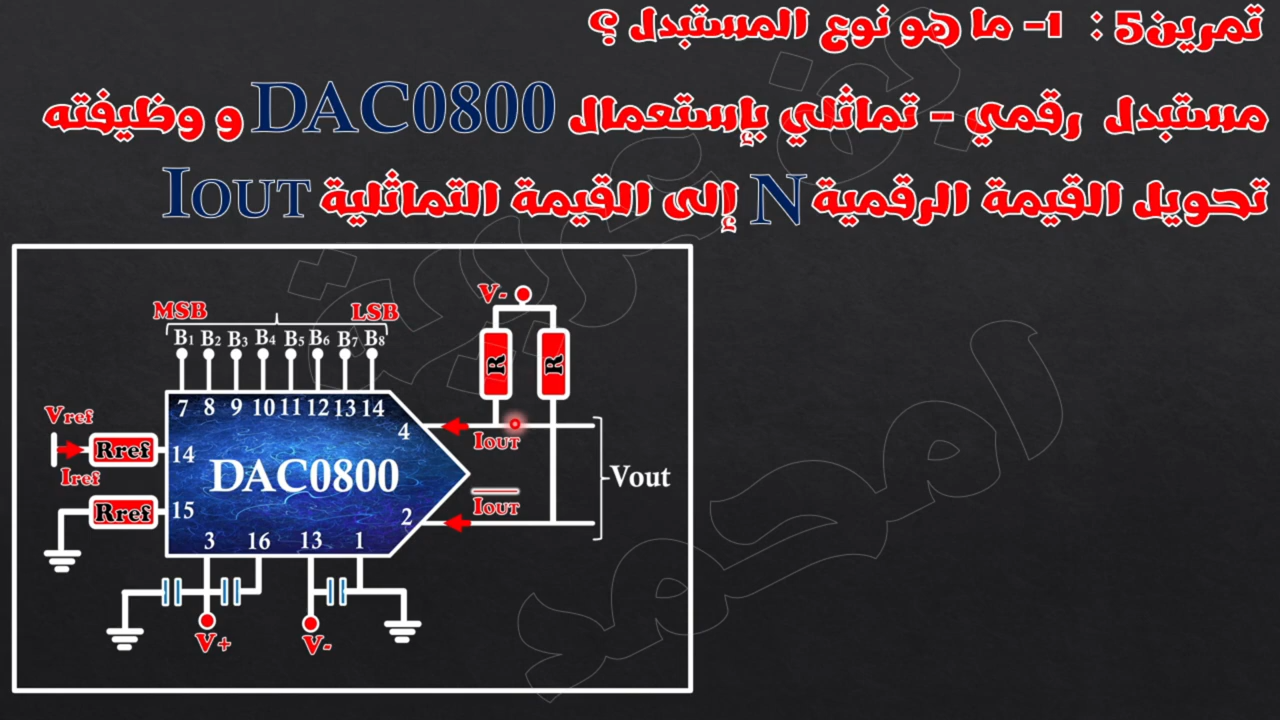 تمرين5 : 1- ما هو نوع المستبدل ؟
مستبدل رقمي - تماثلي بإستعمال DAC0800 و وظيفته
تحويل القيمة الرقمية N إلى القيمة التماثلية IOUT
MSB LSB
B1 B2 B3 B4 B5 B6 B7 B8
7 8 9 10 11 12 13 14
V-
R R
Vref
Rref
Iref
14
DAC0800
4
IOUT
Vout
Rref
15
2
IOUT
3 16 13 1
V+ V-